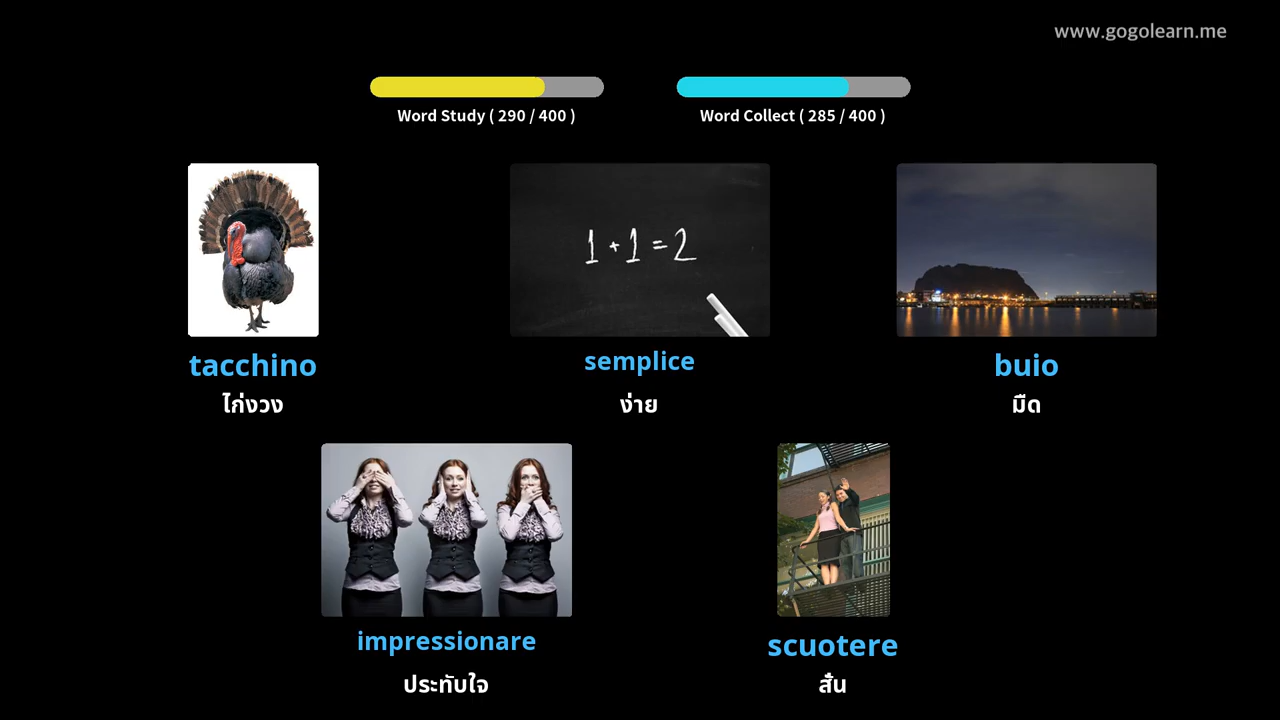 www.gogolearn.me
Word Study ( 290 / 400 )
Word Collect ( 285 / 400 )
1 + 1 = 2
tacchino
ไก่งวง
semplice
ง่าย
buio
มืด
impressionare
ประทับใจ
scuotere
สั่น